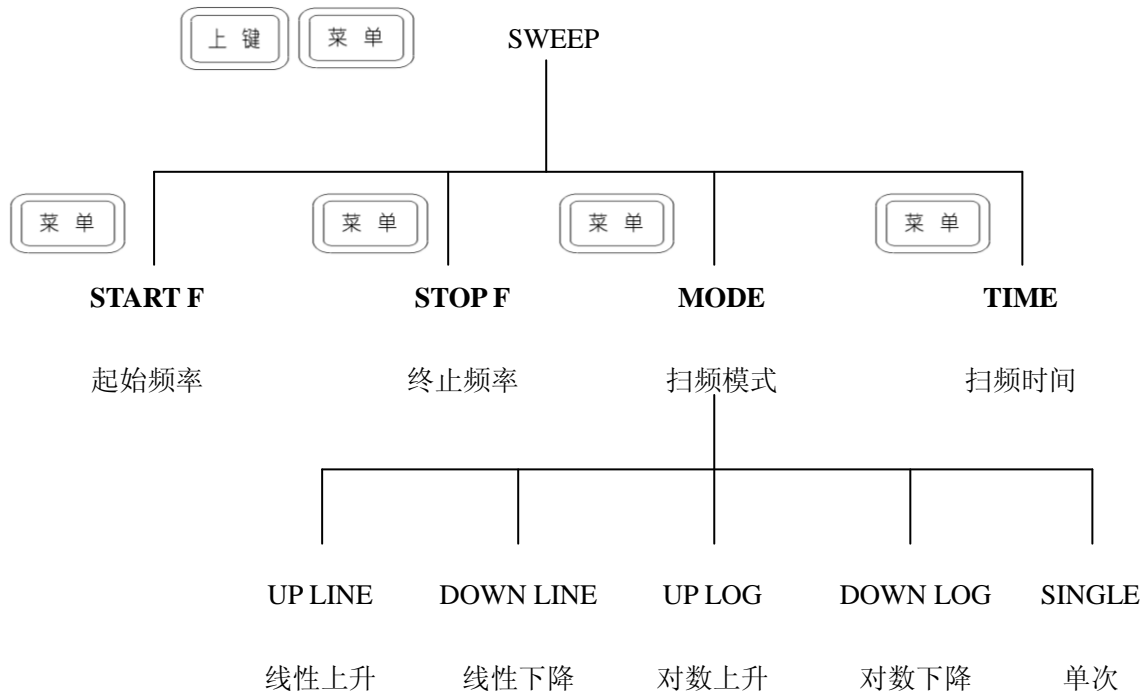 上 键 菜 单 SWEEP
菜 单 菜 单 菜 单 菜 单
START F STOP F MODE TIME
起始频率 终止频率 扫频模式 扫频时间
UP LINE DOWN LINE UP LOG DOWN LOG SINGLE
线性上升 线性下降 对数上升 对数下降 单次